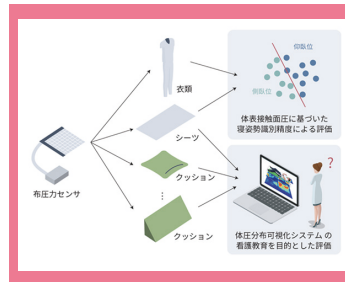 衣類
仰臥位
側臥位
体表接触面圧に基づいた
寝姿勢識別精度による評価
シーツ
布圧力センサ
クッション
⋮
クッション
?
体圧分布可視化システム の
看護教育を目的とした評価